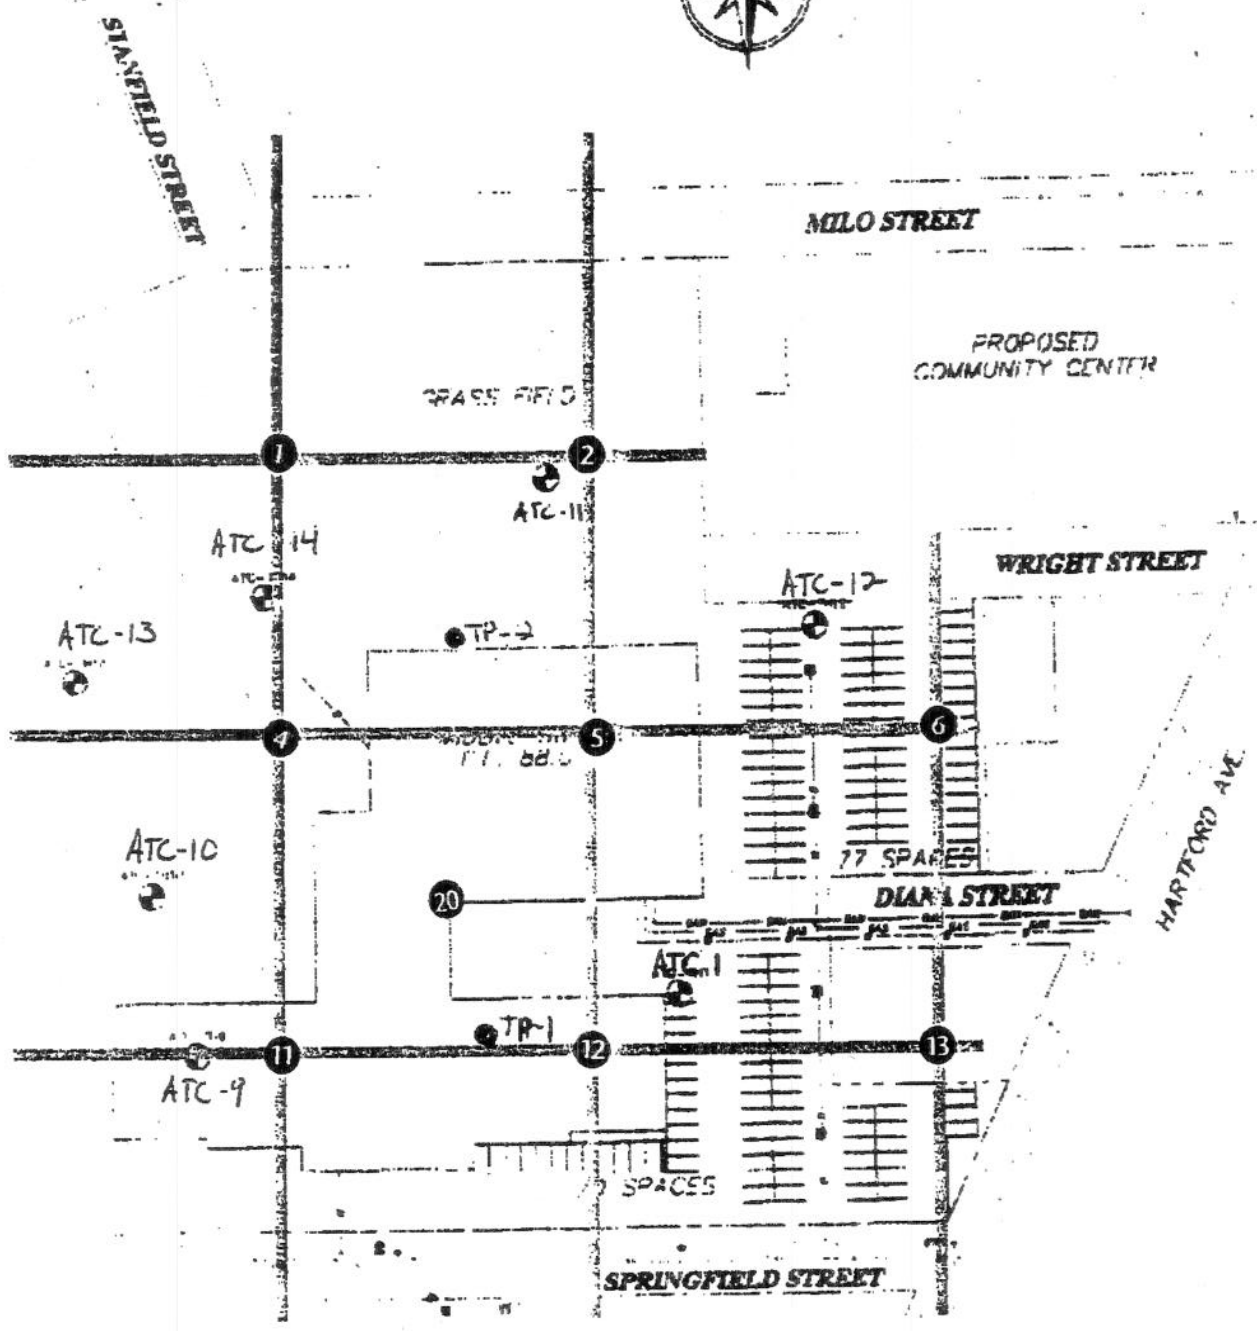 STANFIELD STREET
MILO STREET
PROPOSED
COMMUNITY CENTER
GRASS FIELD
1
2
ATC-11
ATC-14
WRIGHT STREET
ATC-12
ATC-13
TP-2
4
5
6
HARTFORD AVE.
ATC-10
77 SPACES
DIANA STREET
20
ATC-1
TP-1
11
12
13
ATC-9
SPACES
SPRINGFIELD STREET